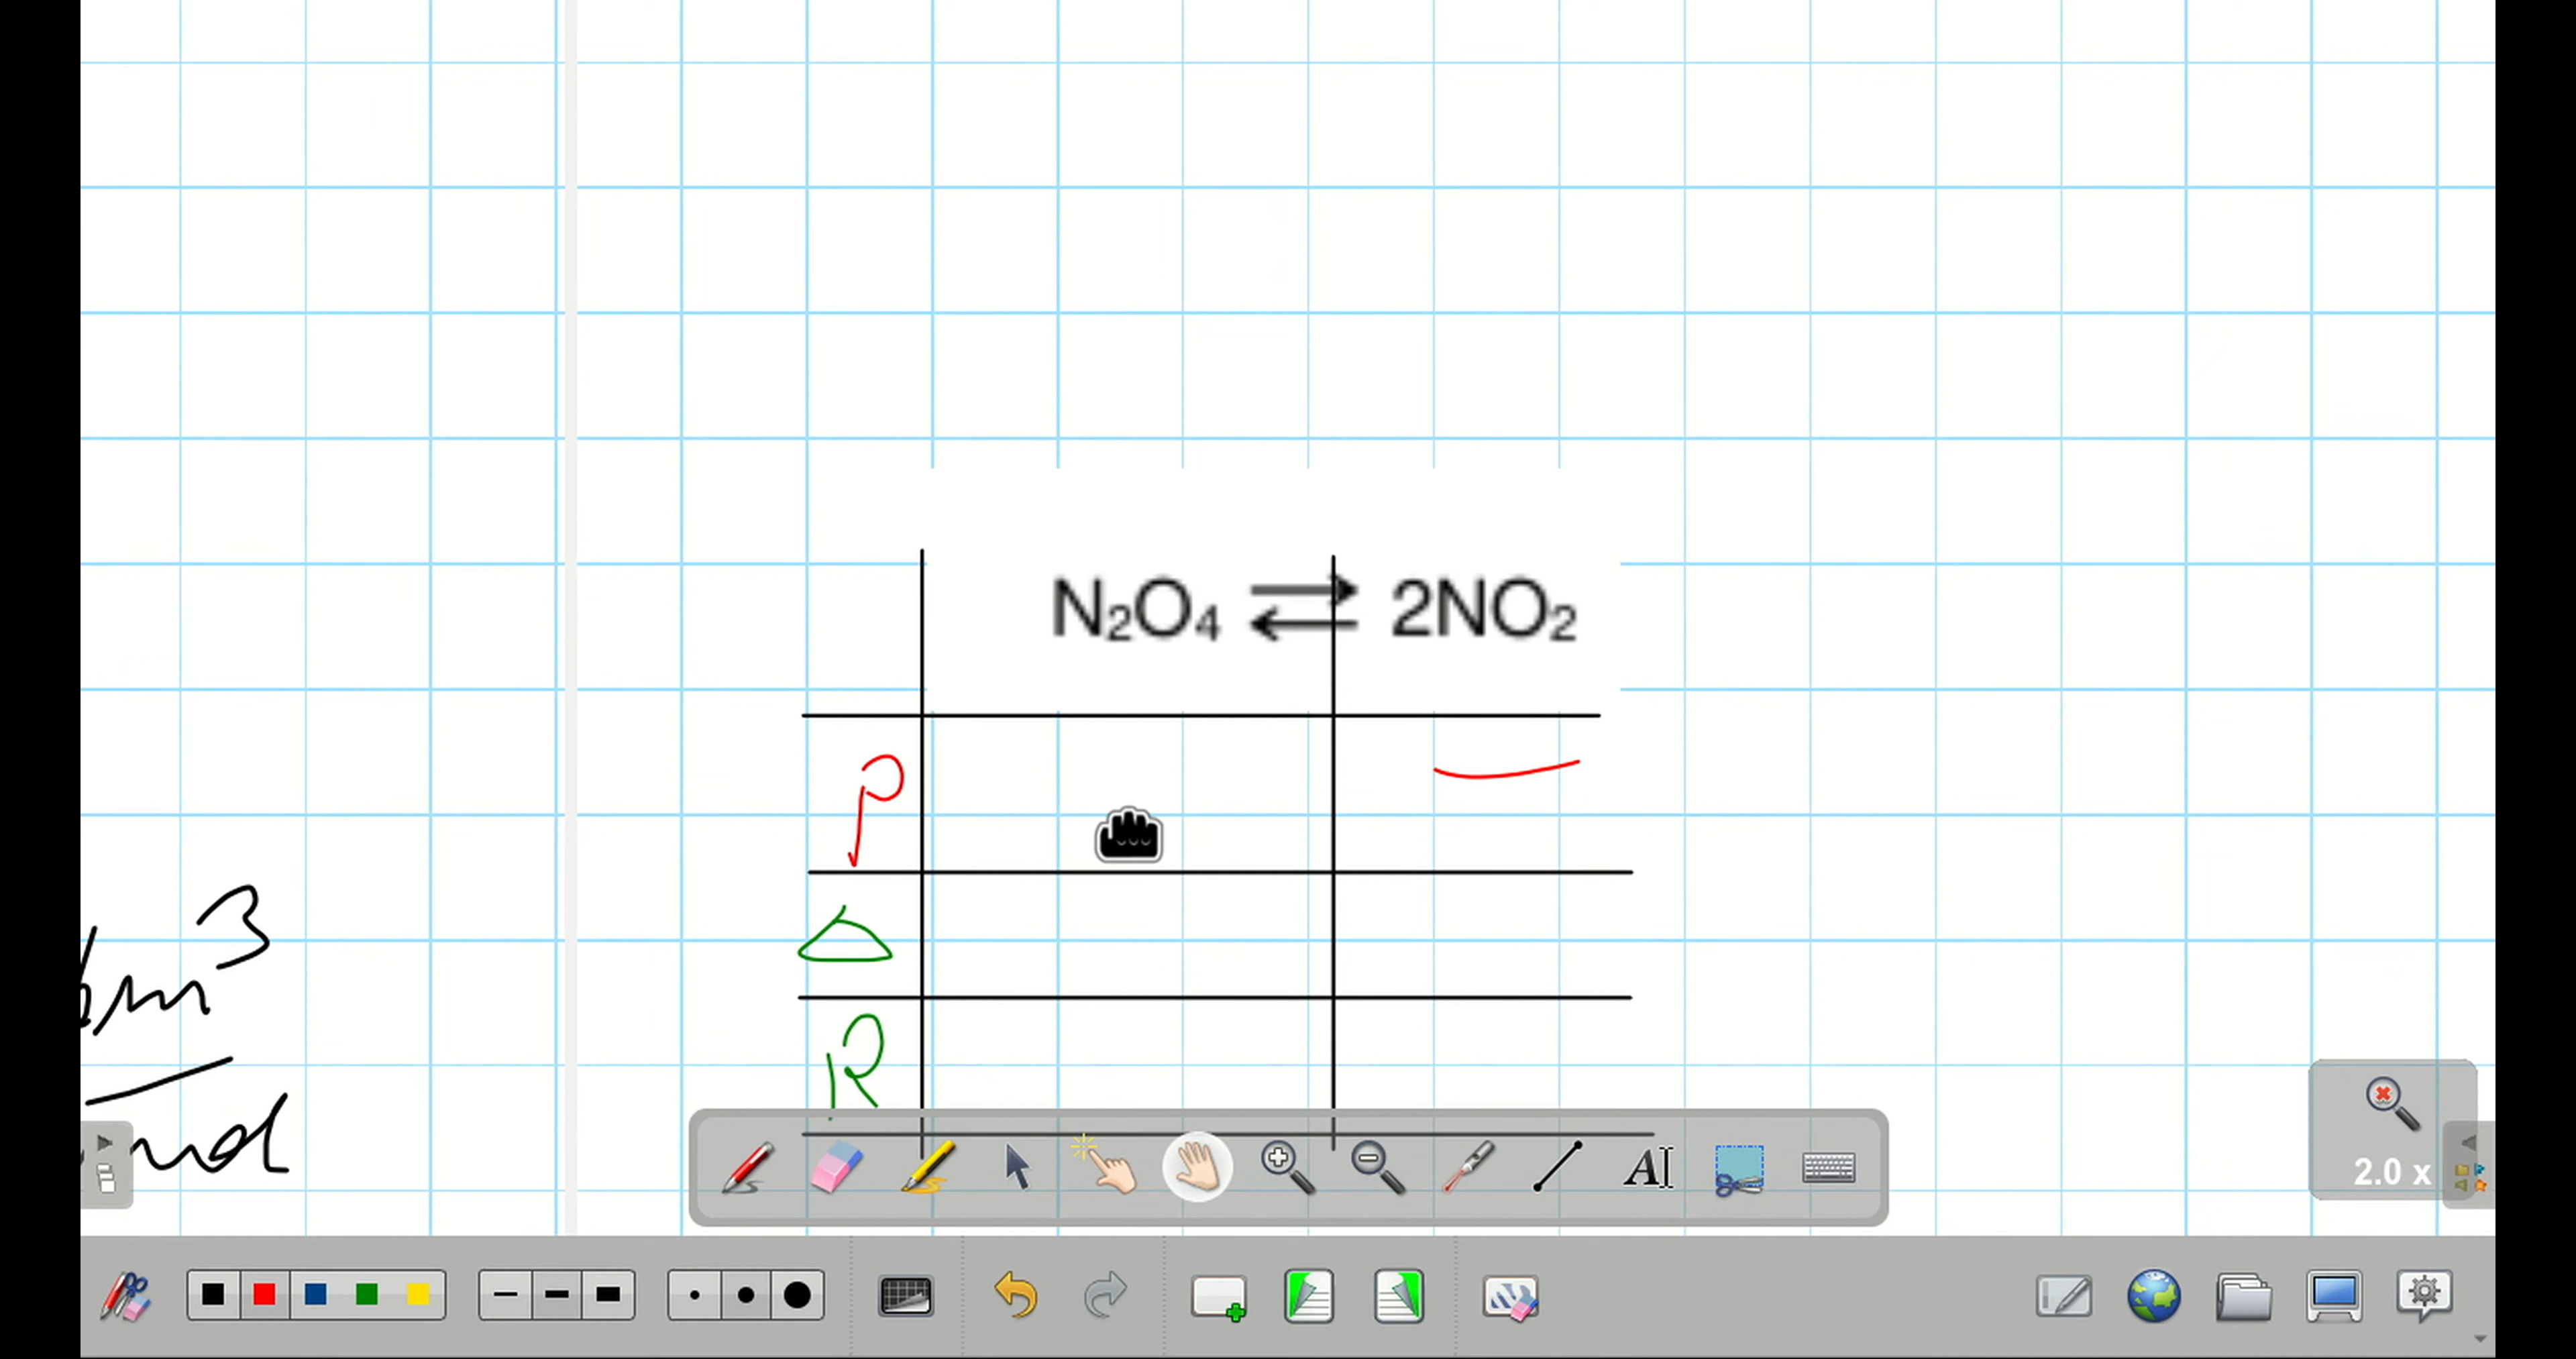 N₂O₄ ⇄ 2NO₂
P —
Δ
R
dm³
mol
2.0 x